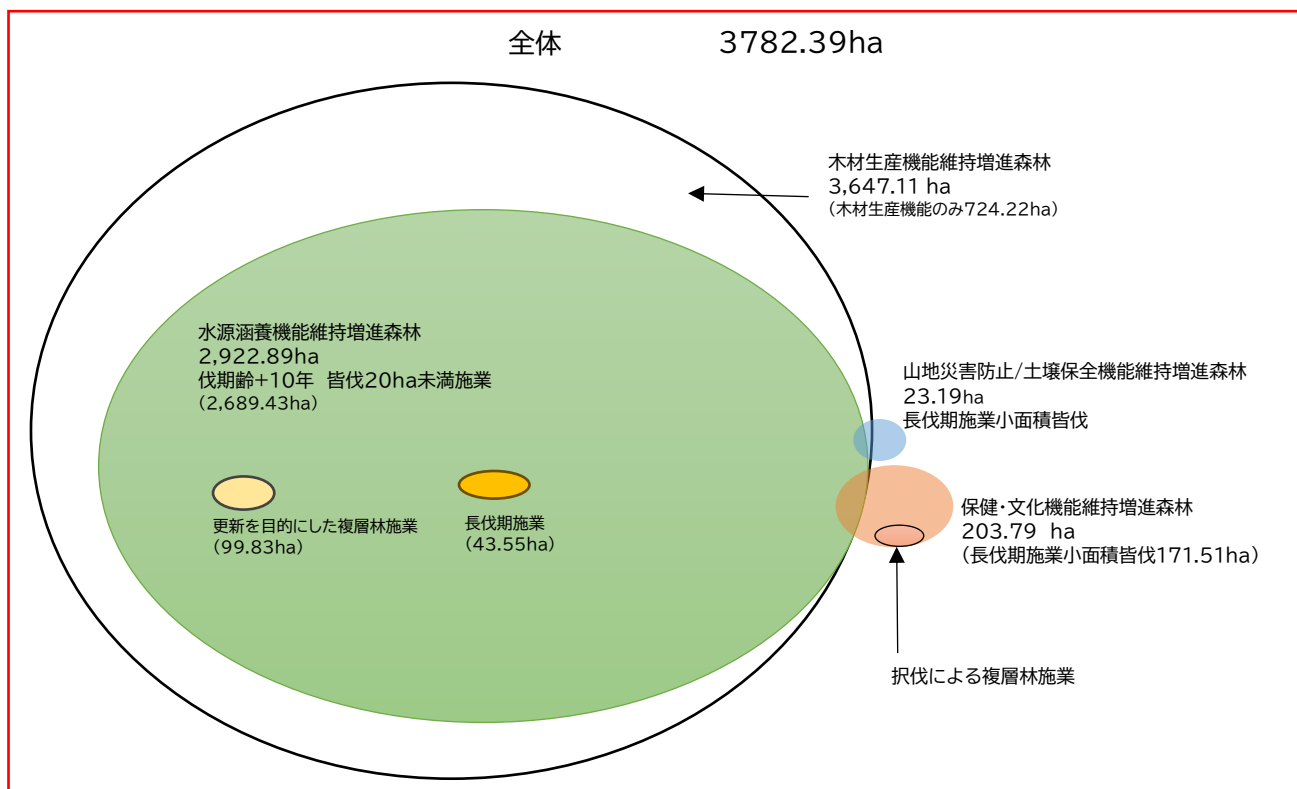 全体 3782.39ha
木材生産機能維持増進森林
3,647.11 ha
(木材生産機能のみ724.22ha)
水源涵養機能維持増進森林
2,922.89ha
伐期齢+10年 皆伐20ha未満施業
(2,689.43ha)
山地災害防止/土壌保全機能維持増進森林
23.19ha
長伐期施業小面積皆伐
更新を目的にした複層林施業
(99.83ha)
長伐期施業
(43.55ha)
保健・文化機能維持増進森林
203.79 ha
(長伐期施業小面積皆伐171.51ha)
択伐による複層林施業